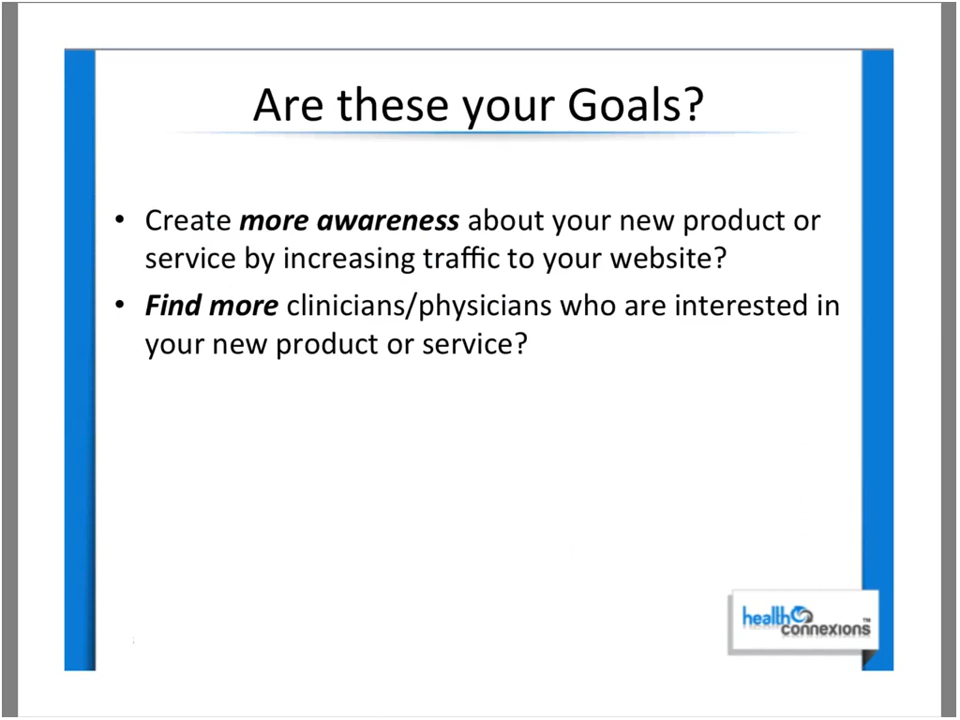 Are these your Goals?
• Create more awareness about your new product or
service by increasing traffic to your website?
• Find more clinicians/physicians who are interested in
your new product or service?
health
connexions™